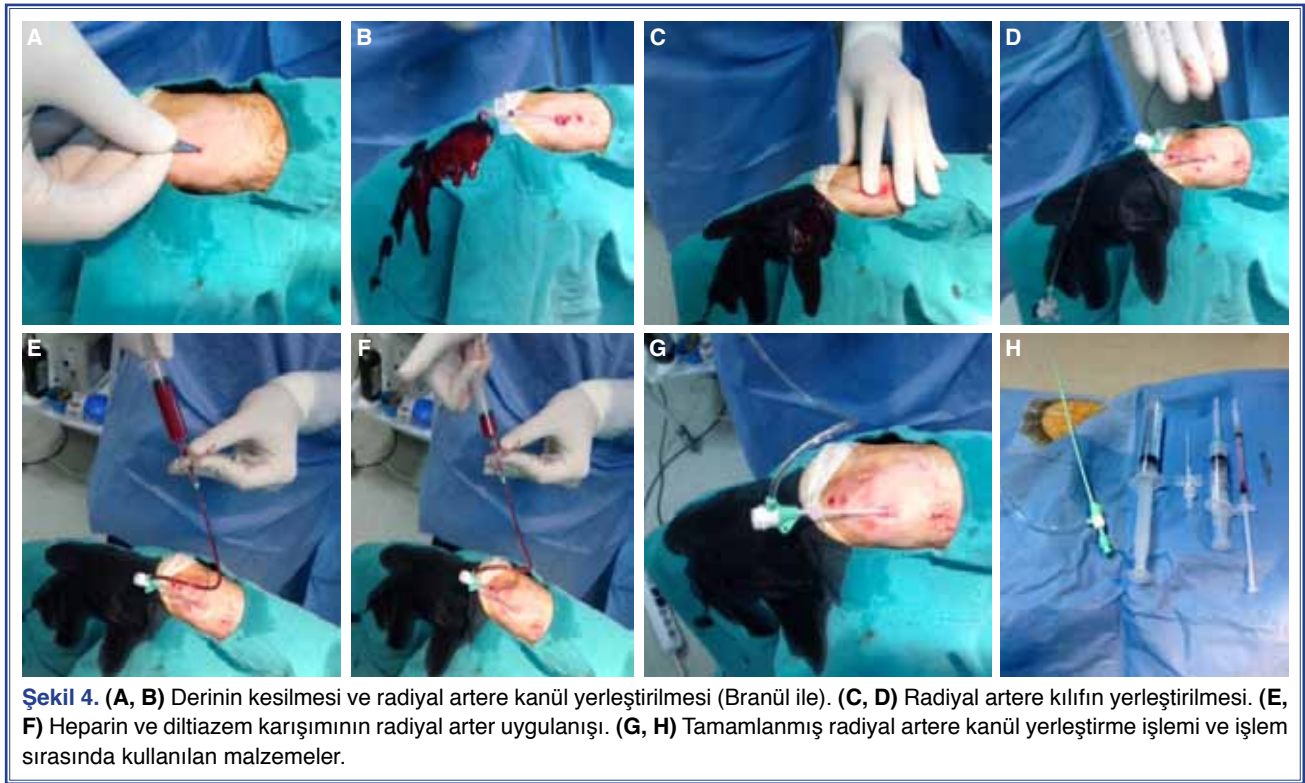 A
B
C
D
E
F
G
H
Şekil 4. (A, B) Derinin kesilmesi ve radiyal artere kanül yerleştirilmesi (Branül ile). (C, D) Radiyal artere kılıfın yerleştirilmesi. (E,
F) Heparin ve diltiazem karışımının radiyal arter uygulanışı. (G, H) Tamamlanmış radiyal artere kanül yerleştirme işlemi ve işlem
sırasında kullanılan malzemeler.